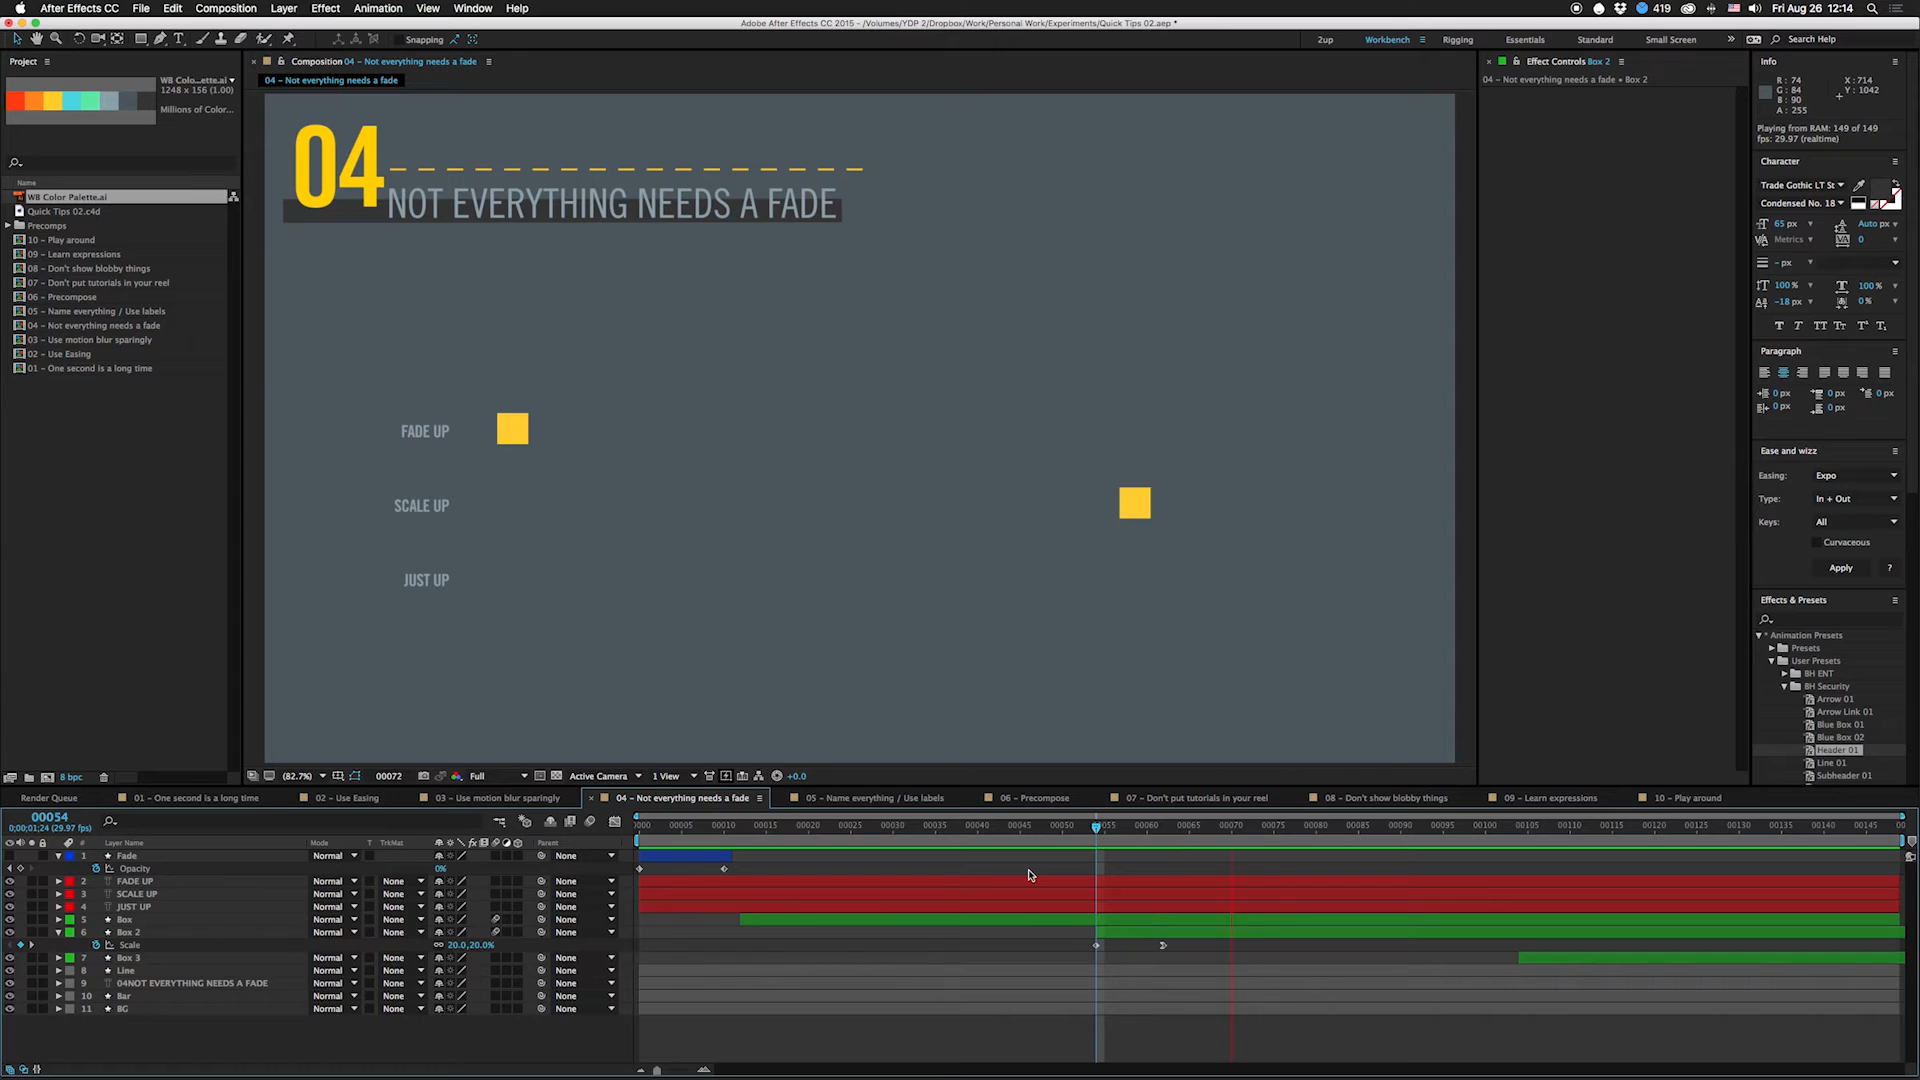 After Effects CC File Edit Composition Layer Effect Animation View Window Help 419 Fri Aug 26 12:14
Adobe After Effects CC 2015 - /Volumes/YDP 2/Dropbox/Work/Personal Work/Experiments/Quick Tips 02.aep *
Snapping 2up Workbench Rigging Essentials Standard Small Screen Search Help
Project
WB Colo...ette.ai
1248 x 156 (1.00)
Millions of Color...
Name
WB Color Palette.ai
Quick Tips 02.c4d
Precomps
10 - Play around
09 - Learn expressions
08 - Don't show blobby things
07 - Don't put tutorials in your reel
06 - Precompose
05 - Name everything / Use labels
04 - Not everything needs a fade
03 - Use motion blur sparingly
02 - Use Easing
01 - One second is a long time
8 bpc
Composition 04 - Not everything needs a fade
04 - Not everything needs a fade
04
NOT EVERYTHING NEEDS A FADE
FADE UP
SCALE UP
JUST UP
(82.7%) 00072 Full Active Camera 1 View +0.0
Effect Controls Box 2
04 - Not everything needs a fade • Box 2
Info
R : 74 X : 714
G : 84 Y : 1042
B : 90
A : 255
Playing from RAM: 149 of 149
fps: 29.97 (realtime)
Character
Trade Gothic LT St
Condensed No. 18
65 px Auto px
Metrics 0
- px
100 % 100 %
-18 px 0 %
Paragraph
0 px 0 px 0 px
0 px 0 px
Ease and wizz
Easing: Expo
Type: In + Out
Keys: All
Curvaceous
Apply ?
Effects & Presets
* Animation Presets
Presets
User Presets
BH ENT
BH Security
Arrow 01
Arrow Link 01
Blue Box 01
Blue Box 02
Header 01
Line 01
Subheader 01
Render Queue 01 - One second is a long time 02 - Use Easing 03 - Use motion blur sparingly 04 - Not everything needs a fade 05 - Name everything / Use labels 06 - Precompose 07 - Don't put tutorials in your reel 08 - Don't show blobby things 09 - Learn expressions 10 - Play around
00054
0;00;01;24 (29.97 fps)
0000 00005 00010 00015 00020 00025 00030 00035 00040 00045 00050 0055 00060 00065 00070 00075 00080 00085 00090 00095 00100 00105 00110 00115 00120 00125 00130 00135 00140 00145 00
# Layer Name Mode T TrkMat Parent
1 Fade Normal None
Opacity 0%
2 FADE UP Normal None None
3 SCALE UP Normal None None
4 JUST UP Normal None None
5 Box Normal None None
6 Box 2 Normal None None
Scale 20.0,20.0%
7 Box 3 Normal None None
8 Line Normal None None
9 04NOT EVERYTHING NEEDS A FADE Normal None None
10 Bar Normal None None
11 BG Normal None None